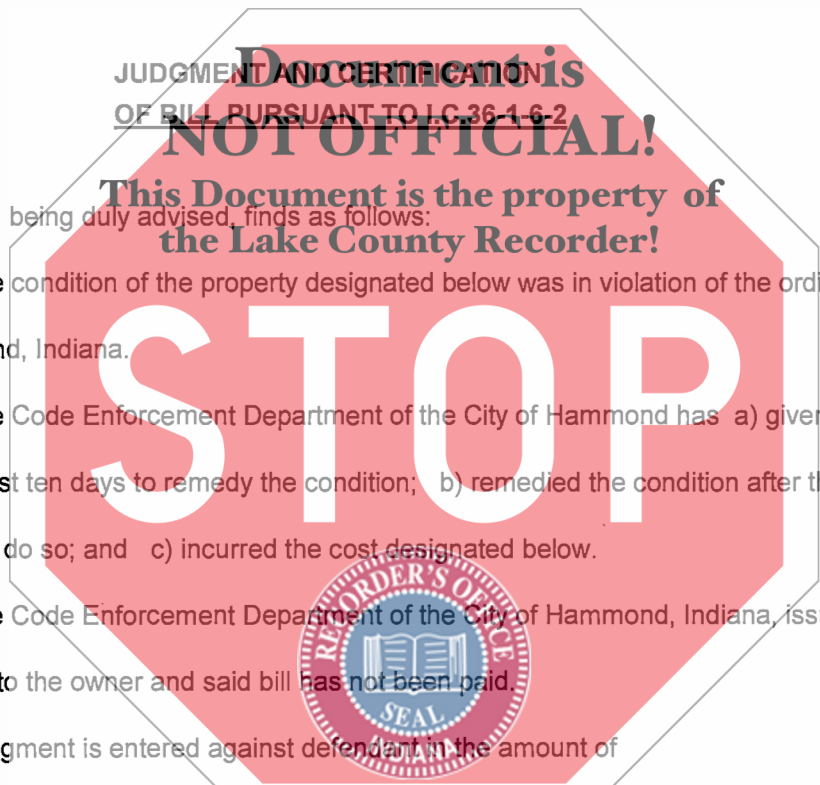 Document is
JUDGMENT AND CERTIFICATION
OF BILL PURSUANT TO I.C.36-1-6-2
NOT OFFICIAL!
This Document is the property of
being duly advised, finds as follows:
the Lake County Recorder!
condition of the property designated below was in violation of the ordi
d, Indiana.
STOP
Code Enforcement Department of the City of Hammond has a) given
st ten days to remedy the condition; b) remedied the condition after th
do so; and c) incurred the cost designated below.
RECORDER'S OFFICE
Code Enforcement Department of the City of Hammond, Indiana, iss
to the owner and said bill has not been paid.
SEAL
INDIANA
gment is entered against defendant in the amount of